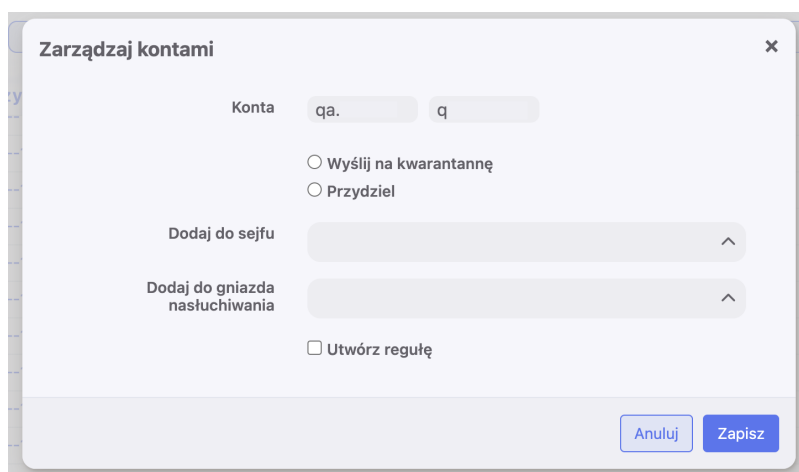 Zarządzaj kontami
Konta
qa.
q
Wyślij na kwarantannę
Przydziel
Dodaj do sejfu
Dodaj do gniazda
nasłuchiwania
Utwórz regułę
Anuluj
Zapisz